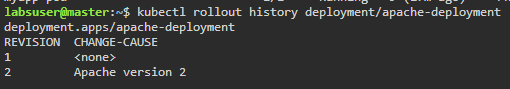 labsuser@master:~$ kubectl rollout history deployment/apache-deployment
deployment.apps/apache-deployment
REVISION  CHANGE-CAUSE
1         <none>
2         Apache version 2